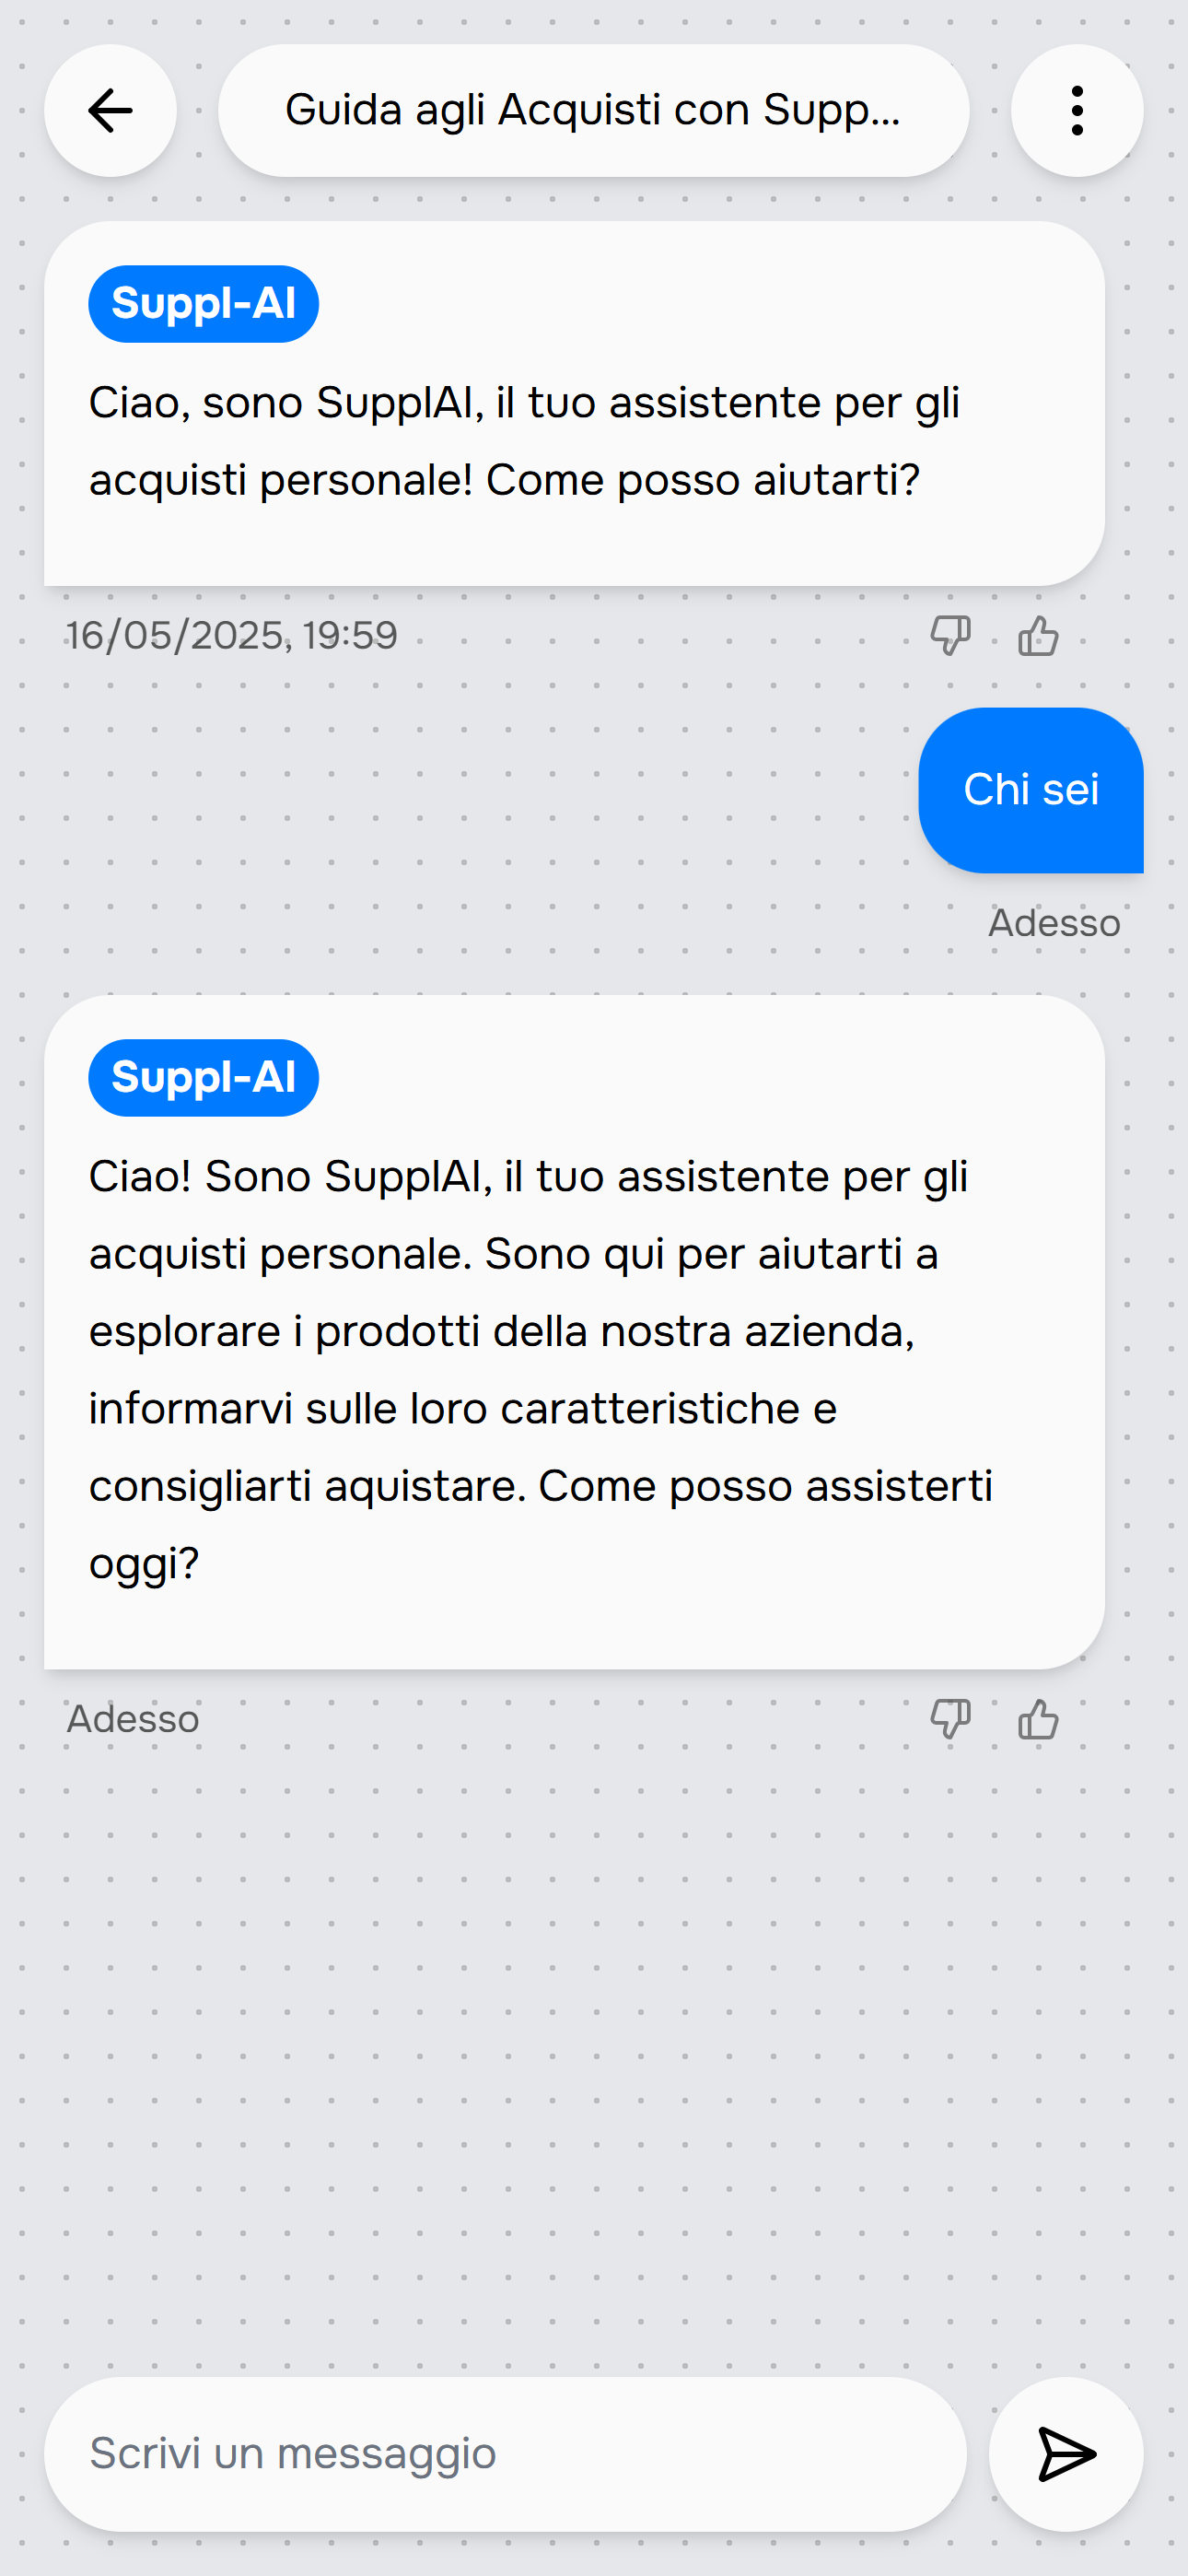 Guida agli Acquisti con Supp...
Suppl-AI
Ciao, sono SupplAI, il tuo assistente per gli
acquisti personale! Come posso aiutarti?
16/05/2025, 19:59
Chi sei
Adesso
Suppl-AI
Ciao! Sono SupplAI, il tuo assistente per gli
acquisti personale. Sono qui per aiutarti a
esplorare i prodotti della nostra azienda,
informarvi sulle loro caratteristiche e
consigliarti aquistare. Come posso assisterti
oggi?
Adesso
Scrivi un messaggio